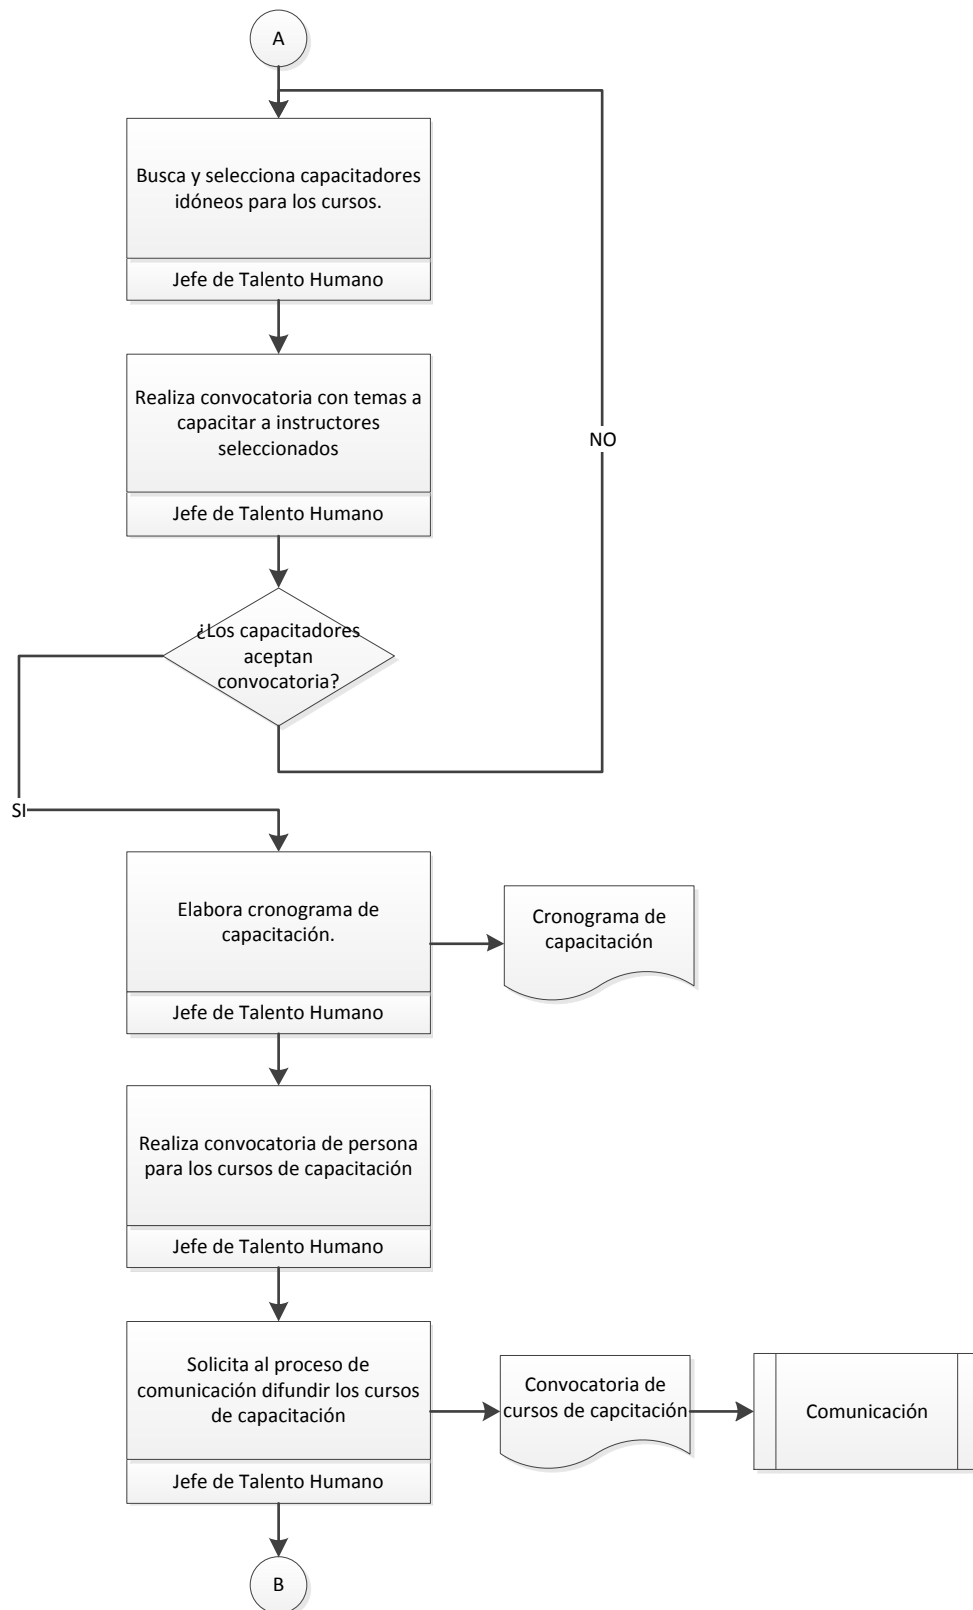 A
Busca y selecciona capacitadores
idóneos para los cursos.
Jefe de Talento Humano
Realiza convocatoria con temas a
capacitar a instructores
seleccionados
NO
Jefe de Talento Humano
¿Los capacitadores
aceptan
convocatoria?
SI
Elabora cronograma de
capacitación.
Cronograma de
capacitación
Jefe de Talento Humano
Realiza convocatoria de persona
para los cursos de capacitación
Jefe de Talento Humano
Solicita al proceso de
comunicación difundir los cursos
de capacitación
Convocatoria de
cursos de capcitación
Comunicación
Jefe de Talento Humano
B